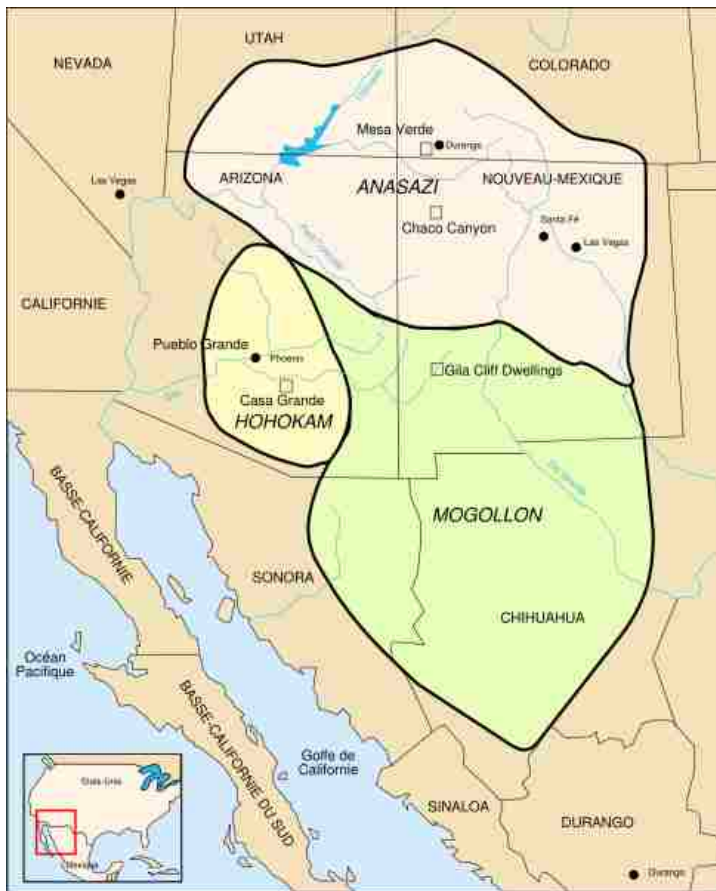 UTAH
NEVADA
COLORADO
Mesa Verde
Durango
ARIZONA
ANASAZI
NOUVEAU-MEXIQUE
Las Vegas
Chaco Canyon
Santa Fé
Las Vegas
CALIFORNIE
Pueblo Grande
Phoenix
Gila Cliff Dwellings
Casa Grande
HOHOKAM
BASSE-CALIFORNIE
MOGOLLON
SONORA
CHIHUAHUA
Océan
Pacifique
BASSE-CALIFORNIE DU SUD
Golfe de
Californie
Etats-Unis
SINALOA
DURANGO
Mexique
Durango